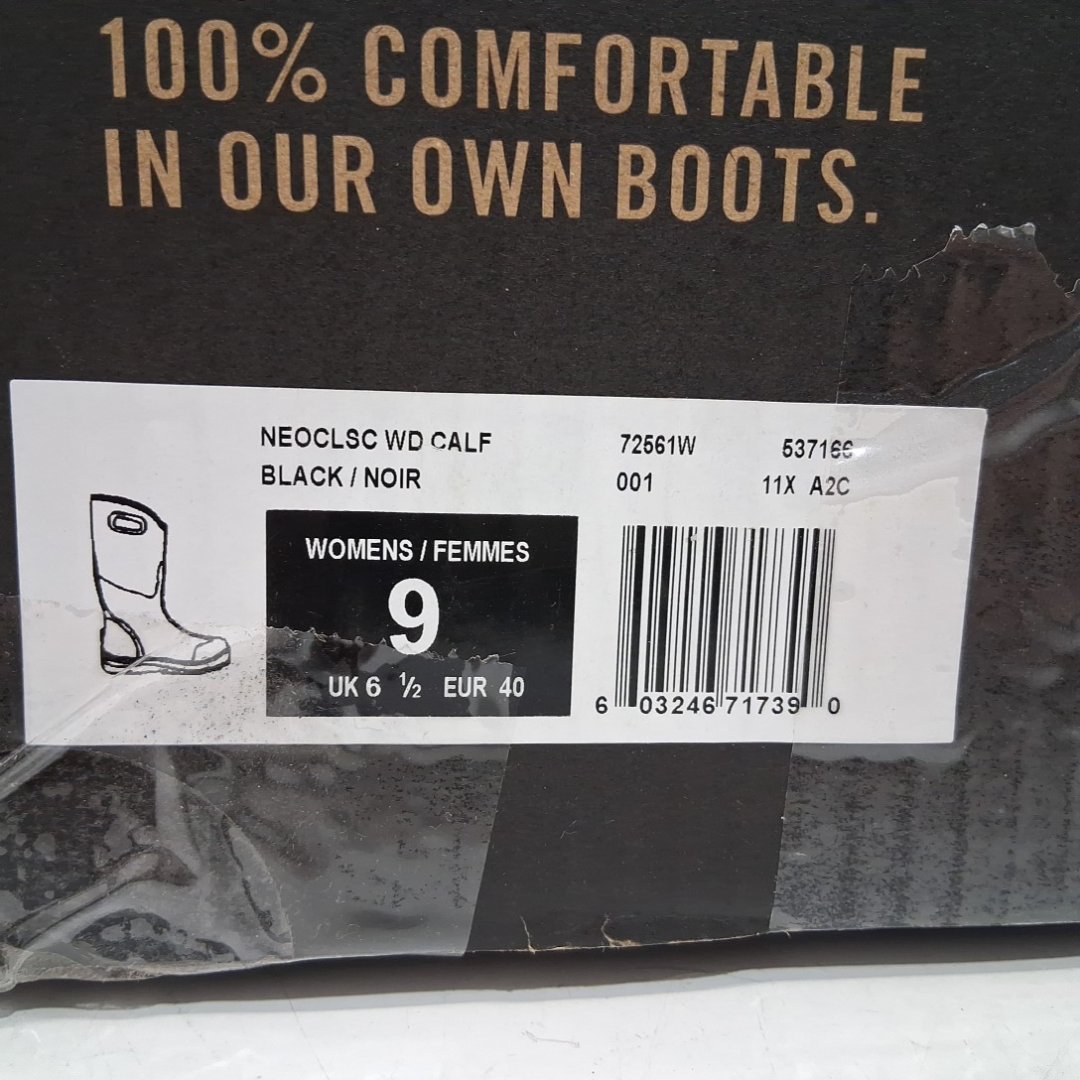 100% COMFORTABLE
IN OUR OWN BOOTS.
NEOCLSC WD CALF
BLACK / NOIR
72561W
537166
001
11X A2C
WOMENS / FEMMES
9
UK 6 ½ EUR 40
6 03246 71739 0